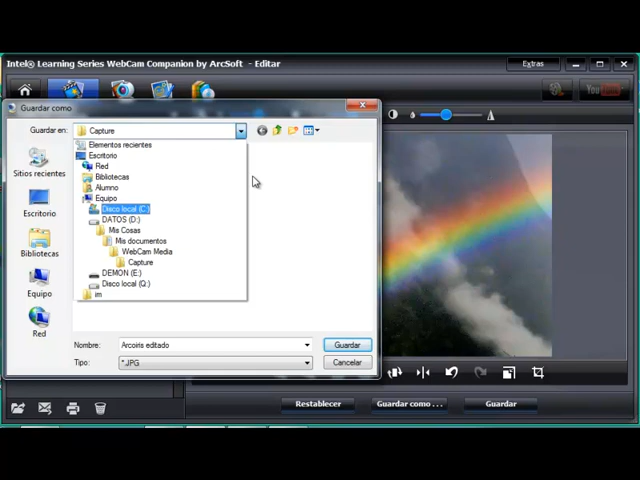 Intel® Learning Series WebCam Companion by ArcSoft - Editar
Extras
You
Guardar como
Guardar en:
Capture
Elementos recientes
Escritorio
Red
Bibliotecas
Alumno
Equipo
Disco local (C:)
DATOS (D:)
Mis Cosas
Mis documentos
WebCam Media
Capture
DEMON (E:)
Disco local (Q:)
im
Sitios recientes
Escritorio
Bibliotecas
Equipo
Red
Nombre:
Arcoiris editado
Guardar
Tipo:
*.JPG
Cancelar
Restablecer
Guardar como ...
Guardar